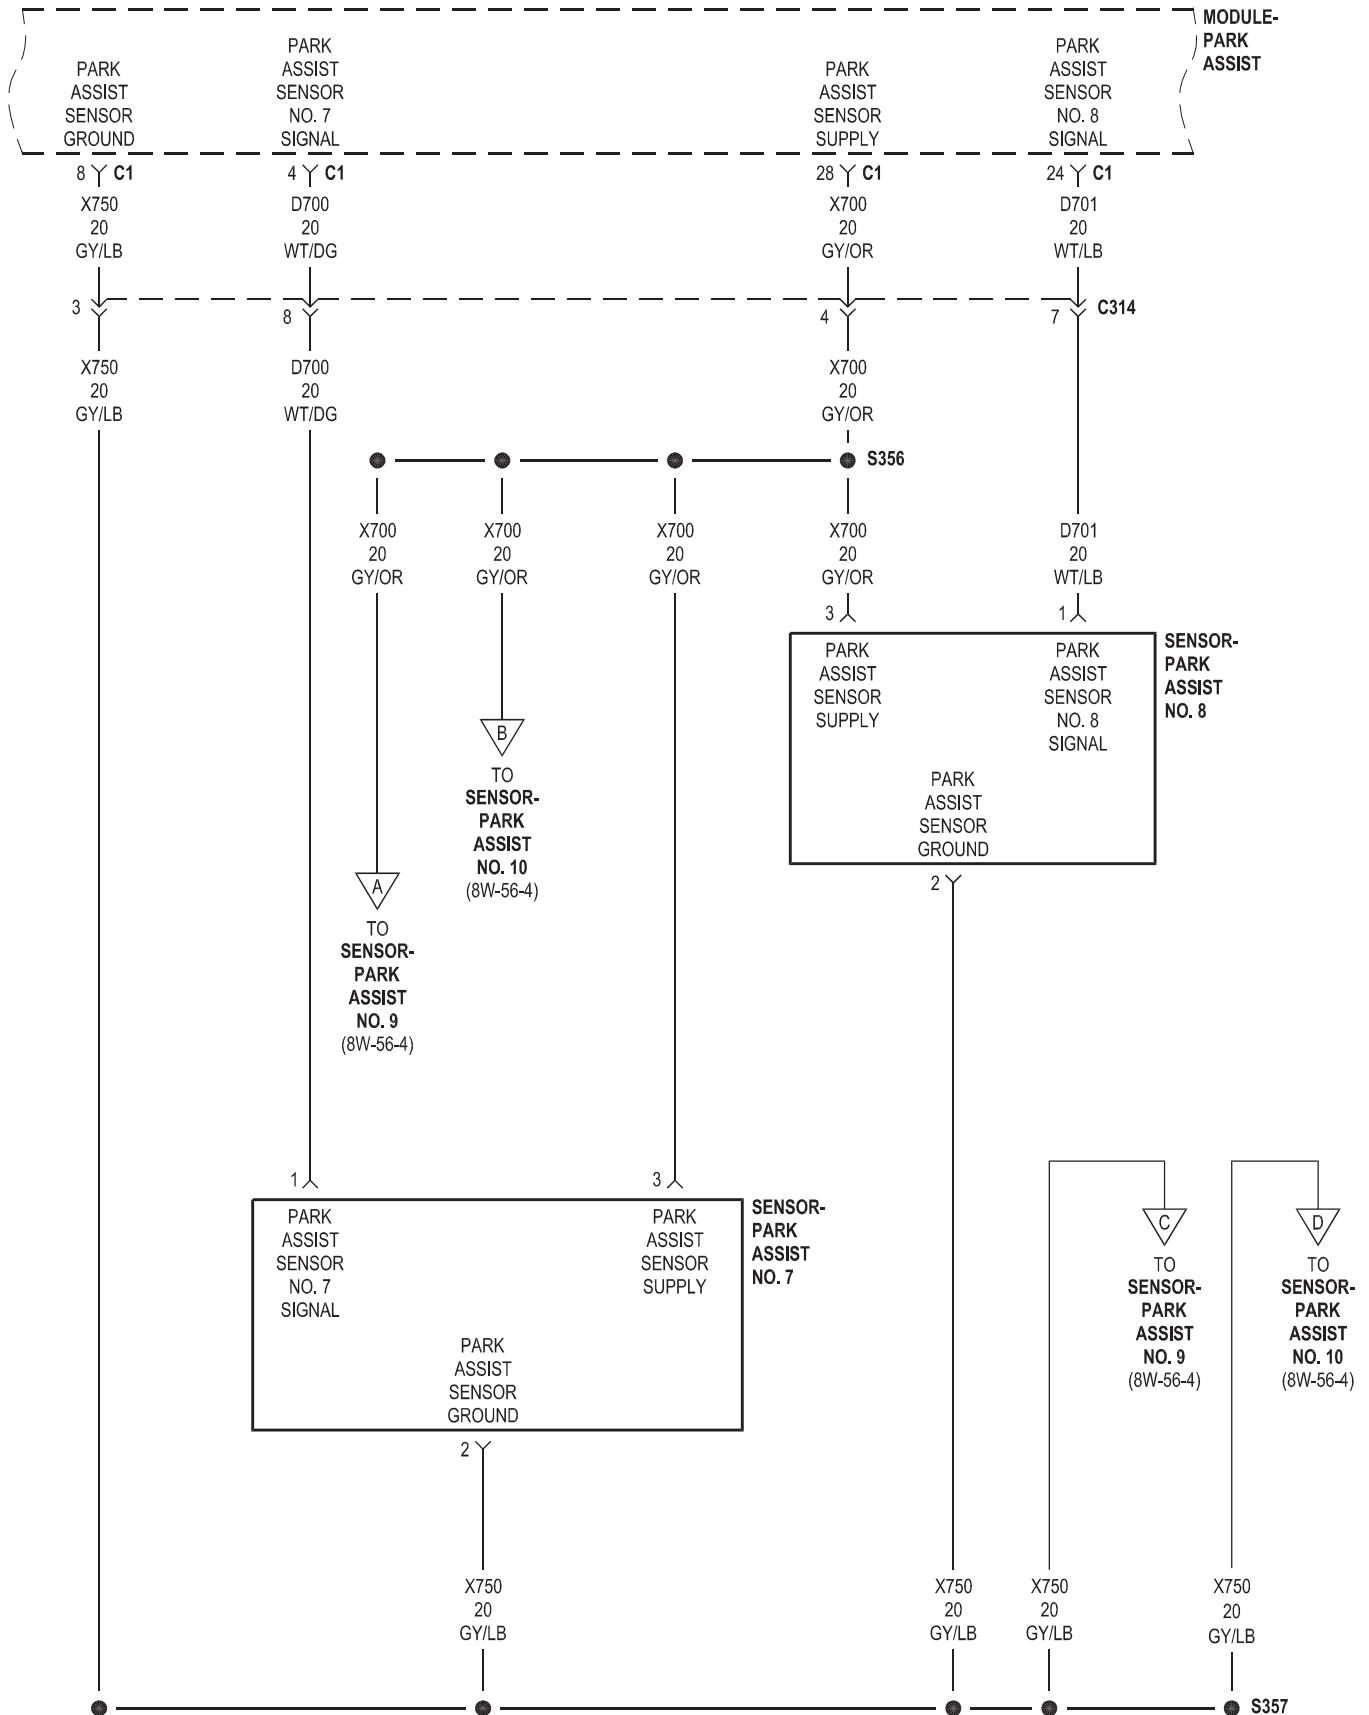 MODULE-
PARK
ASSIST
PARK
ASSIST
SENSOR
GROUND
PARK
ASSIST
SENSOR
NO. 7
SIGNAL
PARK
ASSIST
SENSOR
SUPPLY
PARK
ASSIST
SENSOR
NO. 8
SIGNAL
8 C1
4 C1
28 C1
24 C1
X750
20
GY/LB
D700
20
WT/DG
X700
20
GY/OR
D701
20
WT/LB
3
8
4
7
C314
X750
20
GY/LB
D700
20
WT/DG
X700
20
GY/OR
S356
X700
20
GY/OR
X700
20
GY/OR
X700
20
GY/OR
X700
20
GY/OR
D701
20
WT/LB
3
1
PARK
ASSIST
SENSOR
SUPPLY
PARK
ASSIST
SENSOR
NO. 8
SIGNAL
SENSOR-
PARK
ASSIST
NO. 8
PARK
ASSIST
SENSOR
GROUND
2
B
TO
SENSOR-
PARK
ASSIST
NO. 10
(8W-56-4)
A
TO
SENSOR-
PARK
ASSIST
NO. 9
(8W-56-4)
1
3
PARK
ASSIST
SENSOR
NO. 7
SIGNAL
PARK
ASSIST
SENSOR
SUPPLY
SENSOR-
PARK
ASSIST
NO. 7
PARK
ASSIST
SENSOR
GROUND
2
C
TO
SENSOR-
PARK
ASSIST
NO. 9
(8W-56-4)
D
TO
SENSOR-
PARK
ASSIST
NO. 10
(8W-56-4)
X750
20
GY/LB
X750
20
GY/LB
X750
20
GY/LB
X750
20
GY/LB
S357